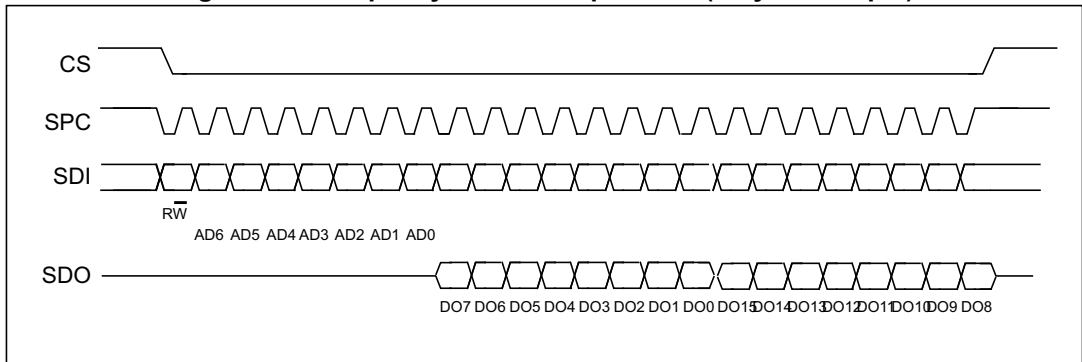 CS
SPC
SDI
RW
AD6 AD5 AD4 AD3 AD2 AD1 AD0
SDO
DO7 DO6 DO5 DO4 DO3 DO2 DO1 DO0 DO15 DO14 DO13 DO12 DO11 DO10 DO9 DO8